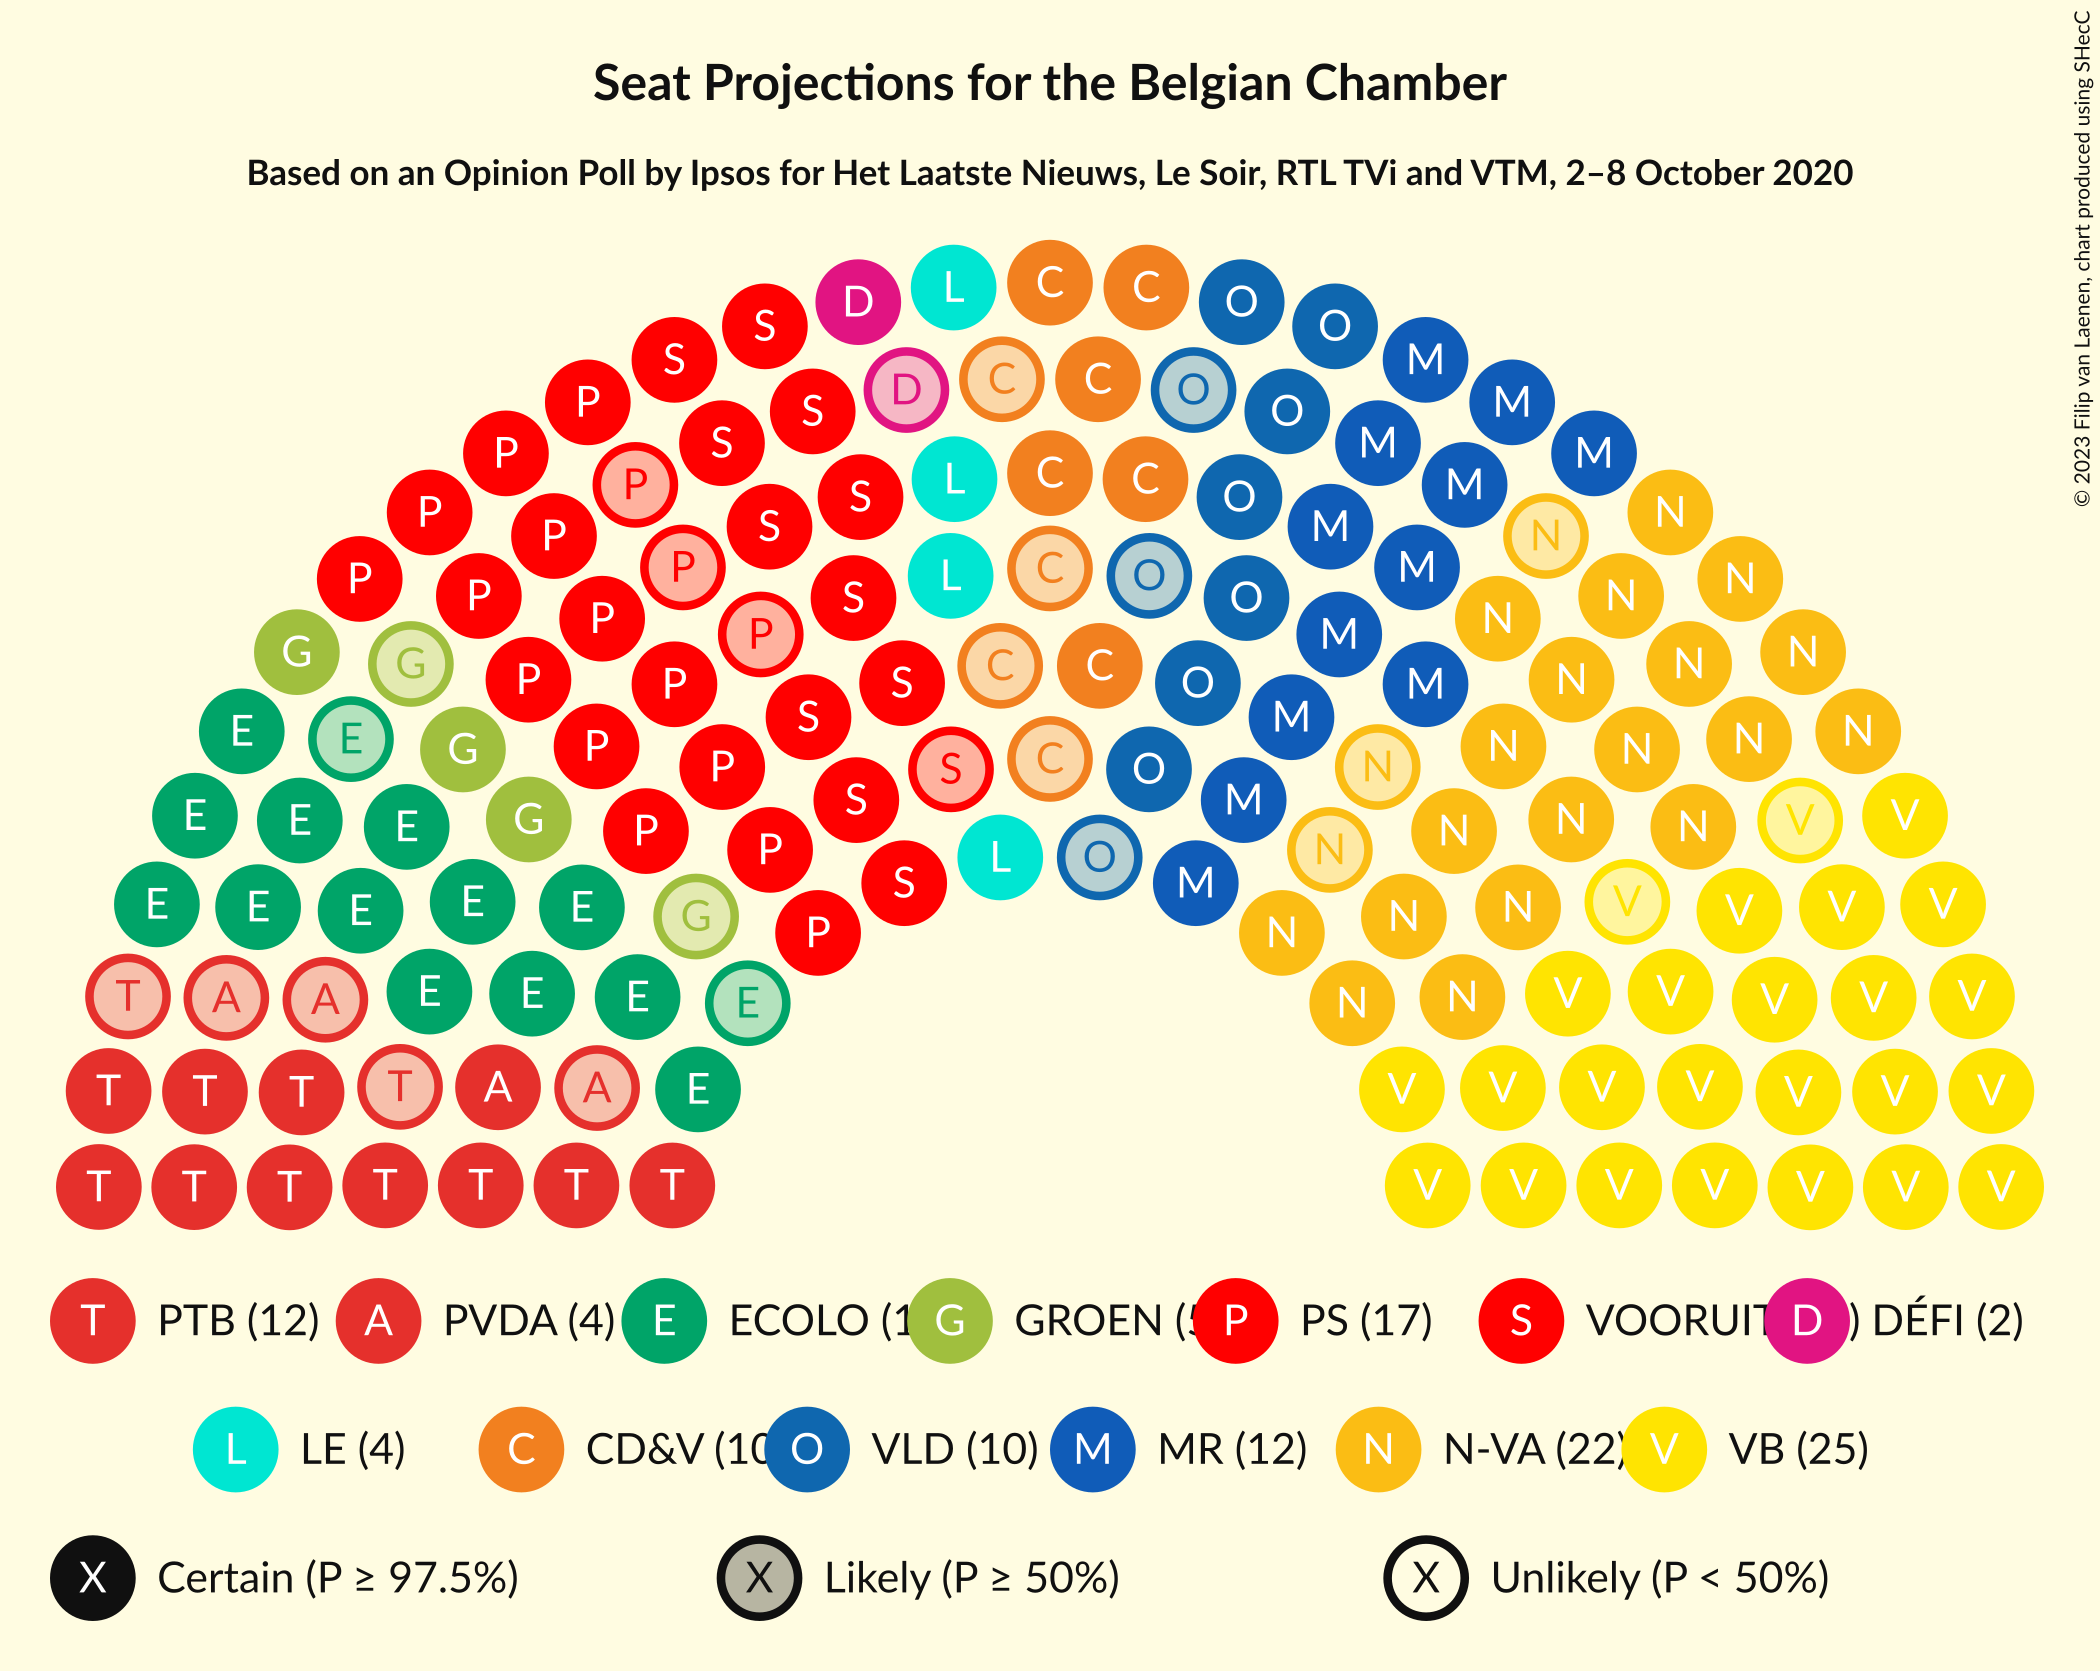 Seat Projections for the Belgian Chamber
Based on an Opinion Poll by Ipsos for Het Laatste Nieuws, Le Soir, RTL TVi and VTM, 2–8 October 2020
© 2023 Filip van Laenen, chart produced using SHecC
D L C C O
S O
S M
P D C C O M
S O
P S M M
P L C C O M
P S N
P S M N
P P L C O M N
P S O N
P P M N
G G P P S C C O M N N N
E E G P S M N N N N
P S C O N
E E E G P S M N N N V V
P L O N
E E E E E G P S M N N N V V V V
T A A E E E E N N V V V V V
T T T T A A E V V V V V V V
T T T T T T T V V V V V V V
T PTB (12) A PVDA (4) E ECOLO (1 G GROEN ( P PS (17) S VOORUIT D ) DÉFI (2)
L LE (4) C CD&V (10 O VLD (10) M MR (12) N N-VA (22) V VB (25)
X Certain (P ≥ 97.5%) X Likely (P ≥ 50%) X Unlikely (P < 50%)